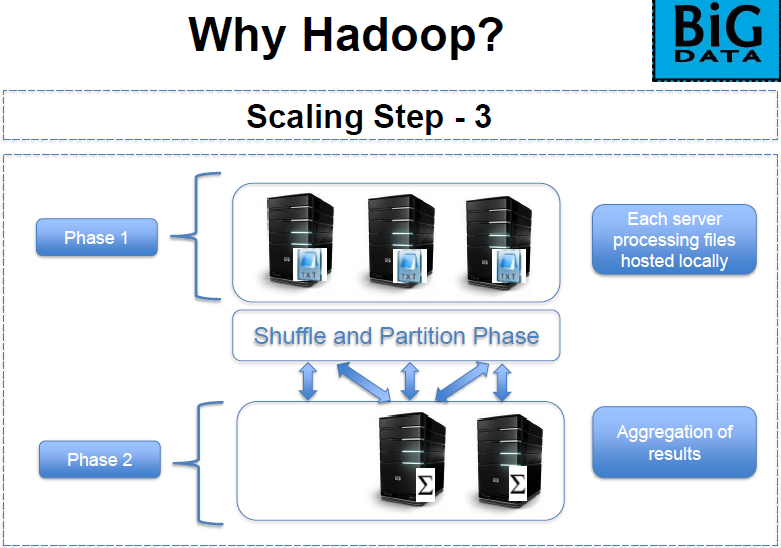 Why Hadoop?
BiG
DATA
Scaling Step - 3
Phase 1
TXT
TXT
TXT
Each server
processing files
hosted locally
Shuffle and Partition Phase
Phase 2
Σ
Σ
Aggregation of
results